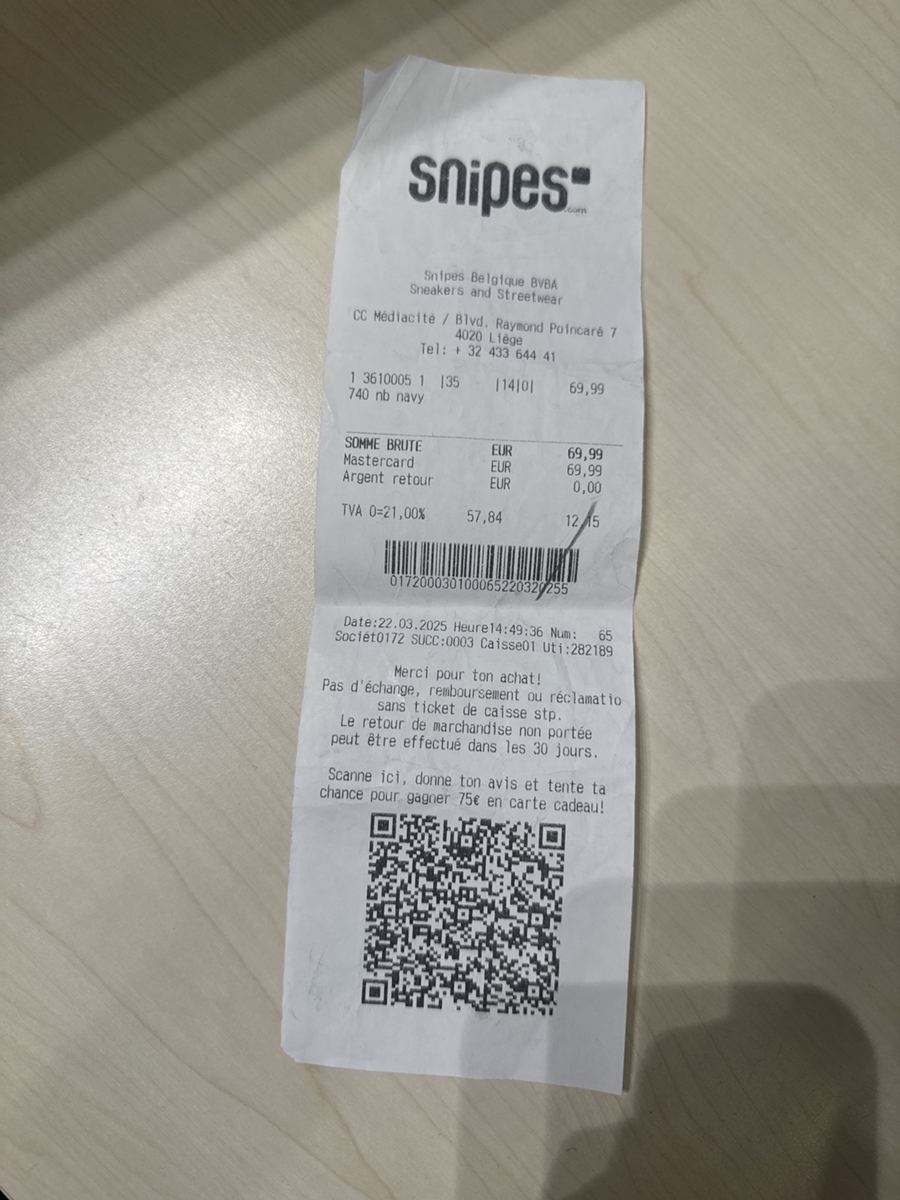 snipes
.com
Snipes Belgique BVBA
Sneakers and Streetwear
CC Médiacité / Blvd. Raymond Poincaré 7
4020 Liège
Tel: + 32 433 644 41
1 3610005 1 |35 |14|0| 69,99
740 nb navy
SOMME BRUTE EUR 69,99
Mastercard EUR 69,99
Argent retour EUR 0,00
TVA 0=21,00% 57,84 12,15
01720003010006522032​0255
Date:22.03.2025 Heure14:49:36 Num: 65
Sociét0172 SUCC:0003 Caisse01 Uti:282189
Merci pour ton achat!
Pas d'échange, remboursement ou réclamatio
sans ticket de caisse stp.
Le retour de marchandise non portée
peut être effectué dans les 30 jours.
Scanne ici, donne ton avis et tente ta
chance pour gagner 75€ en carte cadeau!